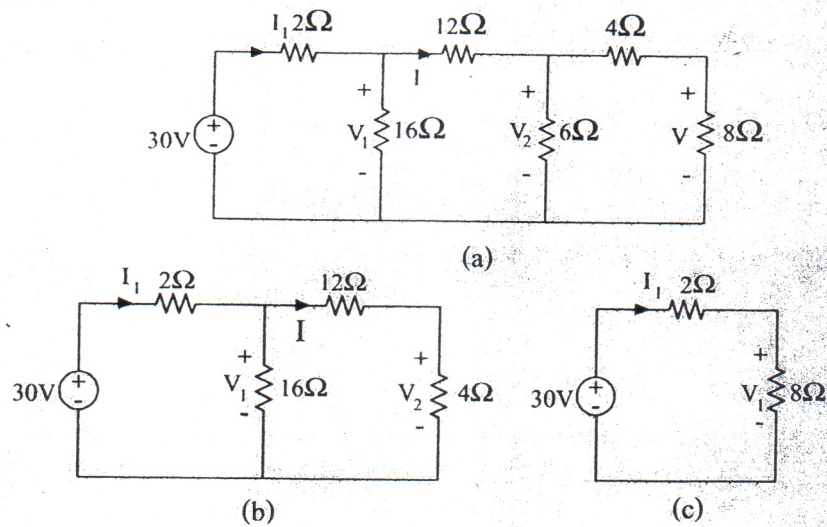 I₁ 2Ω 12Ω 4Ω
I
+ + +
30V + - V₁ 16Ω V₂ 6Ω V 8Ω
- - -
(a)
I₁ 2Ω 12Ω
I
+ +
30V + - V₁ 16Ω V₂ 4Ω
- -
(b)
I₁ 2Ω
+
30V + - V₁ 8Ω
-
(c)